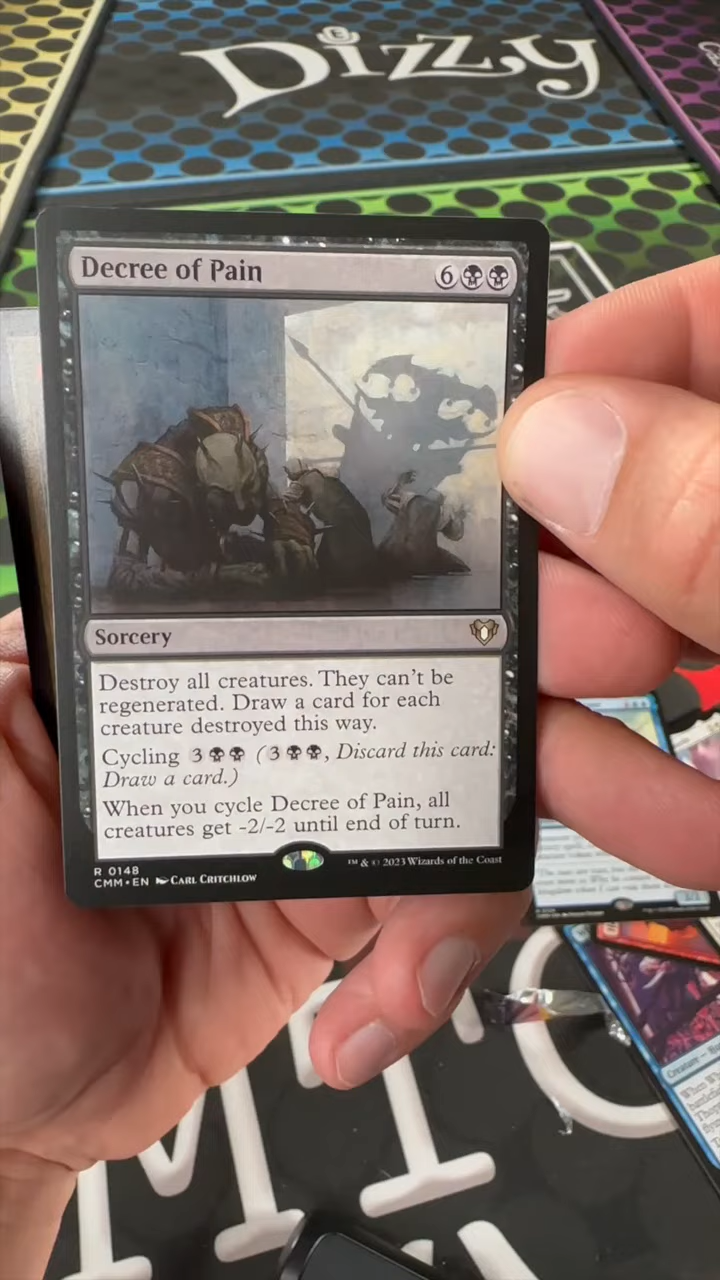 Dizzy
Decree of Pain
6
Sorcery
Destroy all creatures. They can't be
regenerated. Draw a card for each
creature destroyed this way.
Cycling 3 (3, Discard this card:
Draw a card.)
When you cycle Decree of Pain, all
creatures get -2/-2 until end of turn.
R 0148
CMM • EN CARL CRITCHLOW
™ & © 2023 Wizards of the Coast
Creature
MTG